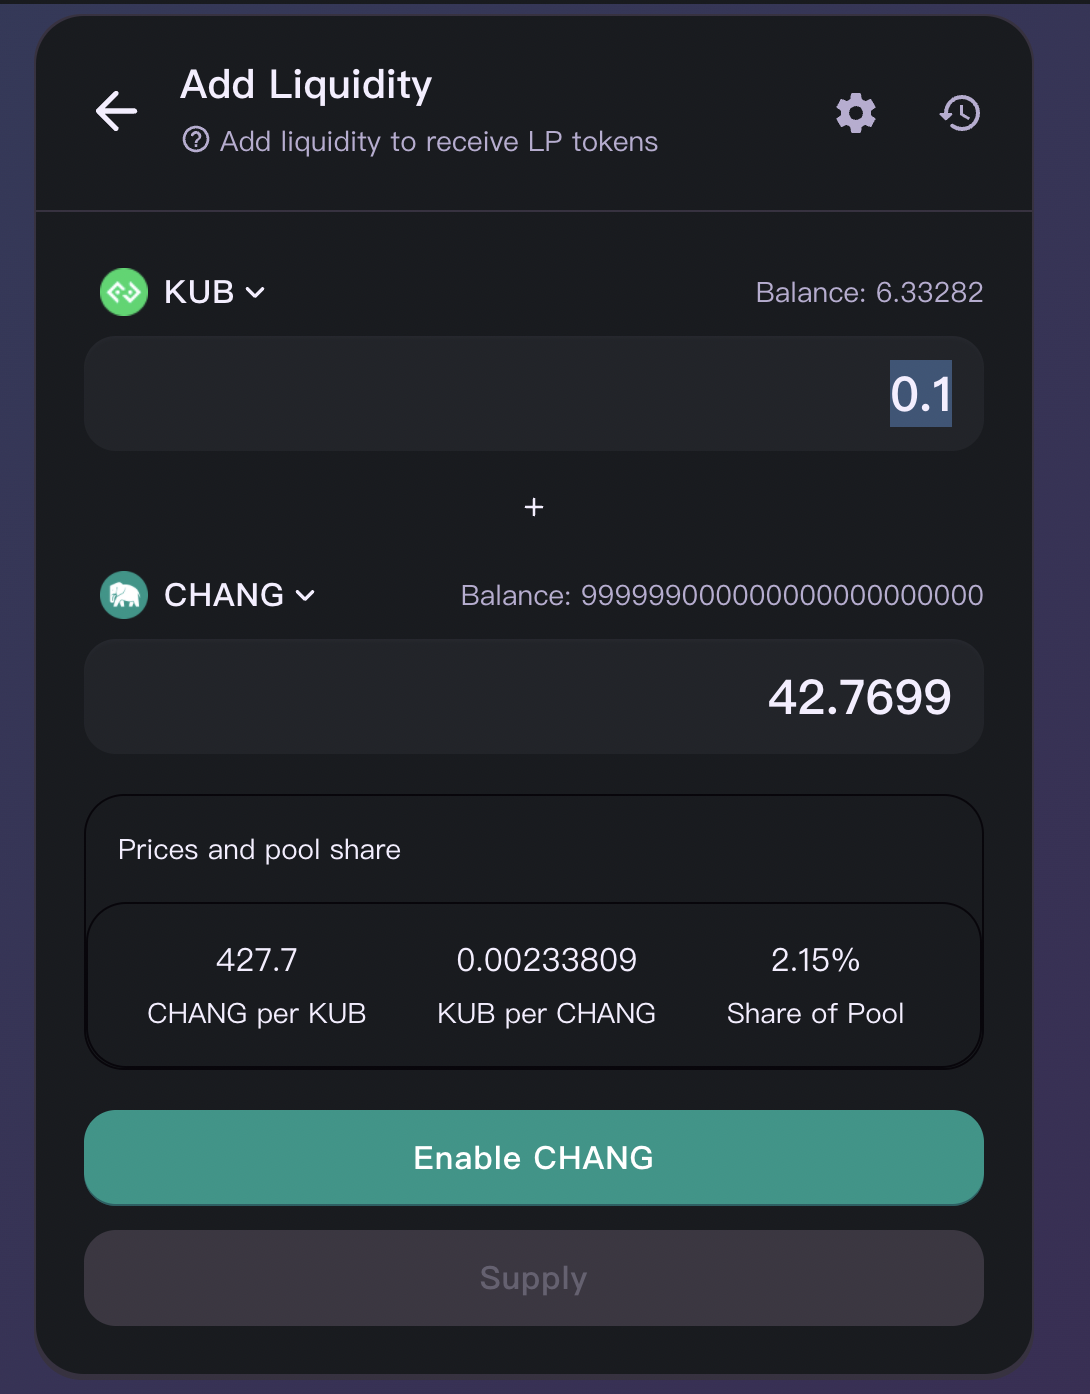 Add Liquidity
Add liquidity to receive LP tokens
KUB
Balance: 6.33282
0.1
+
CHANG
Balance: 999999000000000000000000
42.7699
Prices and pool share
427.7 0.00233809 2.15%
CHANG per KUB KUB per CHANG Share of Pool
Enable CHANG
Supply